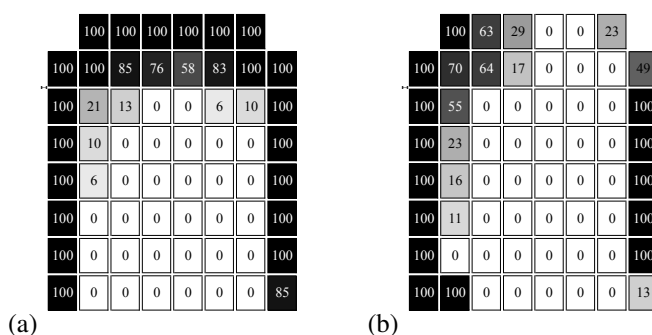 100 100 100 100 100 100
100 100 85 76 58 83 100 100
100 21 13 0 0 6 10 100
100 10 0 0 0 0 0 100
100 6 0 0 0 0 0 100
100 0 0 0 0 0 0 100
100 0 0 0 0 0 0 100
100 0 0 0 0 0 0 85
(a)
100 63 29 0 0 23
100 70 64 17 0 0 0 49
100 55 0 0 0 0 0 100
100 23 0 0 0 0 0 100
100 16 0 0 0 0 0 100
100 11 0 0 0 0 0 100
100 0 0 0 0 0 0 100
100 100 0 0 0 0 0 13
(b)